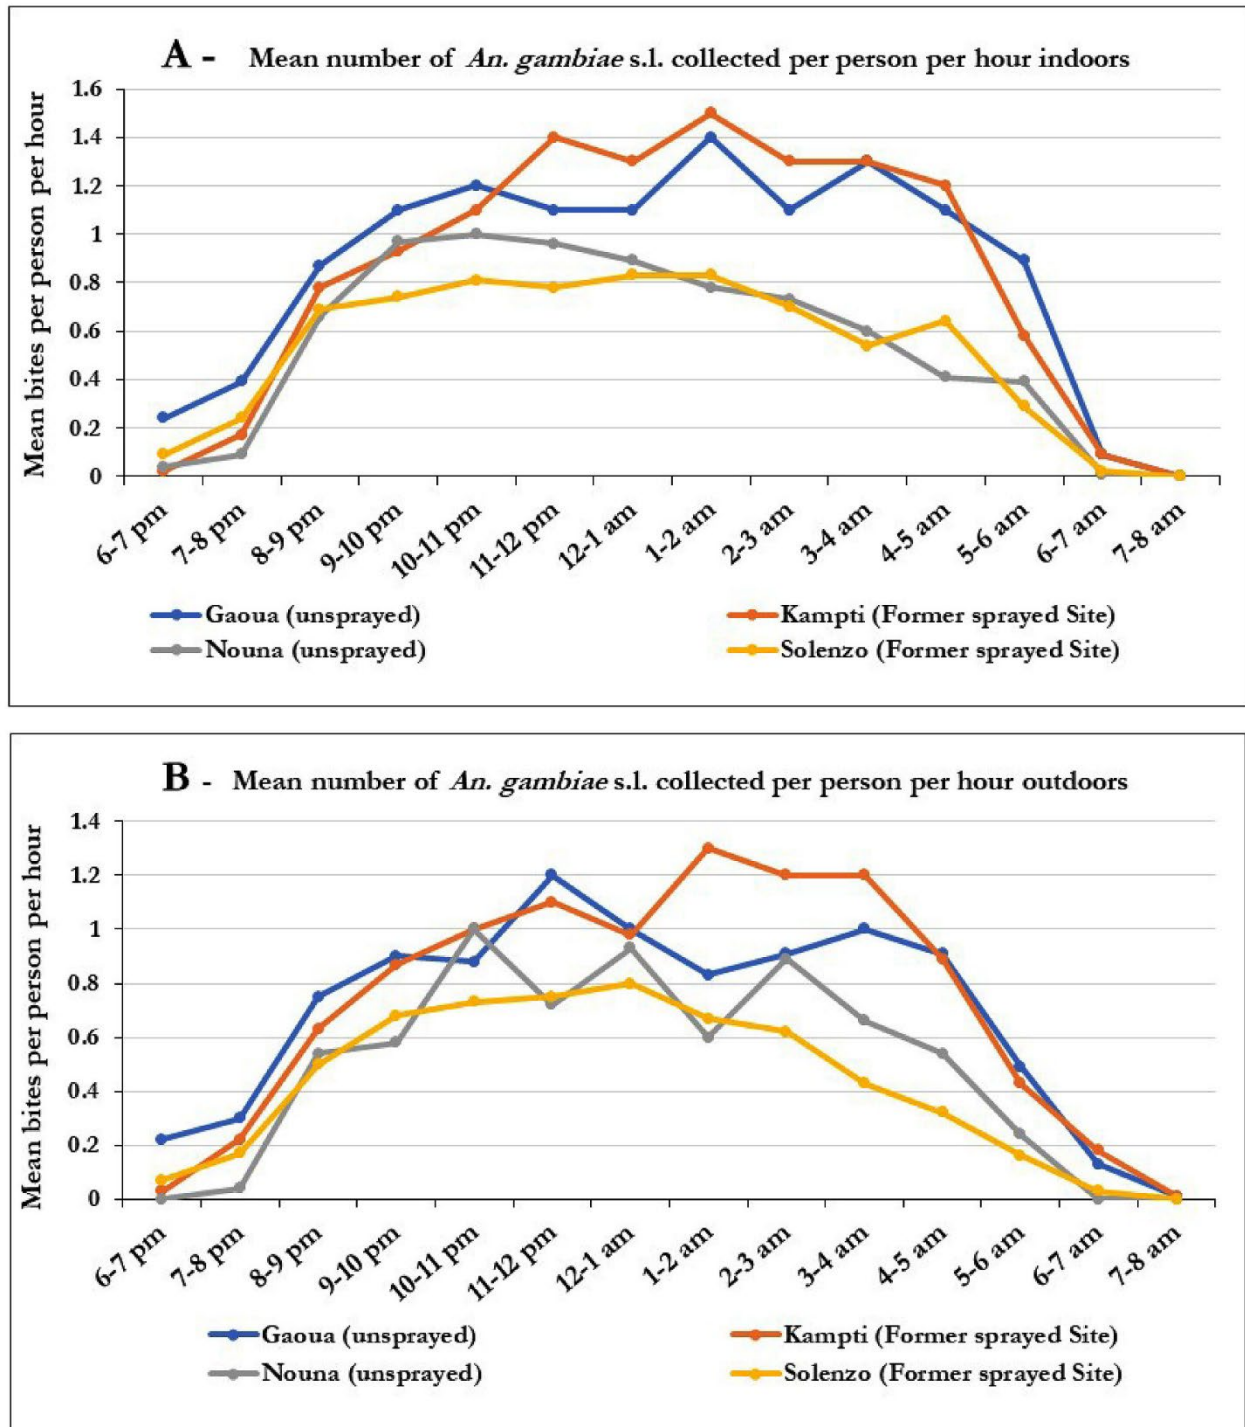 A - Mean number of An. gambiae s.l. collected per person per hour indoors
Mean bites per person per hour
1.6
1.4
1.2
1
0.8
0.6
0.4
0.2
0
6-7 pm
7-8 pm
8-9 pm
9-10 pm
10-11 pm
11-12 pm
12-1 am
1-2 am
2-3 am
3-4 am
4-5 am
5-6 am
6-7 am
7-8 am
Gaoua (unsprayed)
Kampti (Former sprayed Site)
Nouna (unsprayed)
Solenzo (Former sprayed Site)
B - Mean number of An. gambiae s.l. collected per person per hour outdoors
Mean bites per person per hour
1.4
1.2
1
0.8
0.6
0.4
0.2
0
6-7 pm
7-8 pm
8-9 pm
9-10 pm
10-11 pm
11-12 pm
12-1 am
1-2 am
2-3 am
3-4 am
4-5 am
5-6 am
6-7 am
7-8 am
Gaoua (unsprayed)
Kampti (Former sprayed Site)
Nouna (unsprayed)
Solenzo (Former sprayed Site)